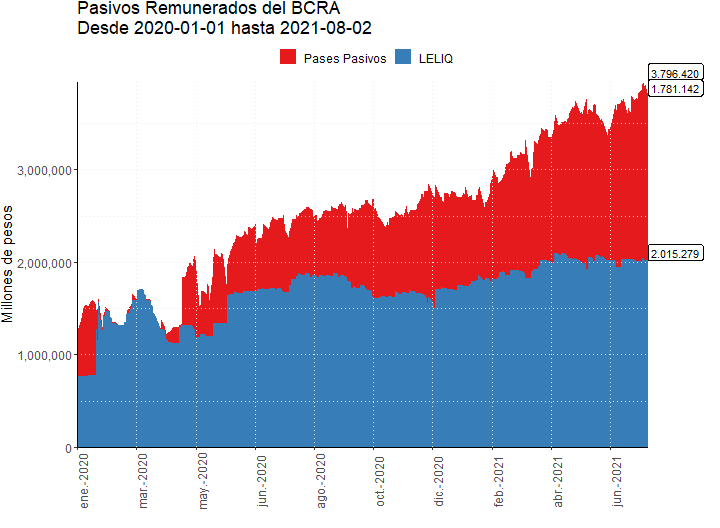 Pasivos Remunerados del BCRA
Desde 2020-01-01 hasta 2021-08-02
Pases Pasivos LELIQ
3.796.420
1.781.142
3,000,000
2.015.279
2,000,000
1,000,000
0
Millones de pesos
ene.-2020
mar.-2020
may.-2020
jun.-2020
ago.-2020
oct.-2020
dic.-2020
feb.-2021
abr.-2021
jun.-2021